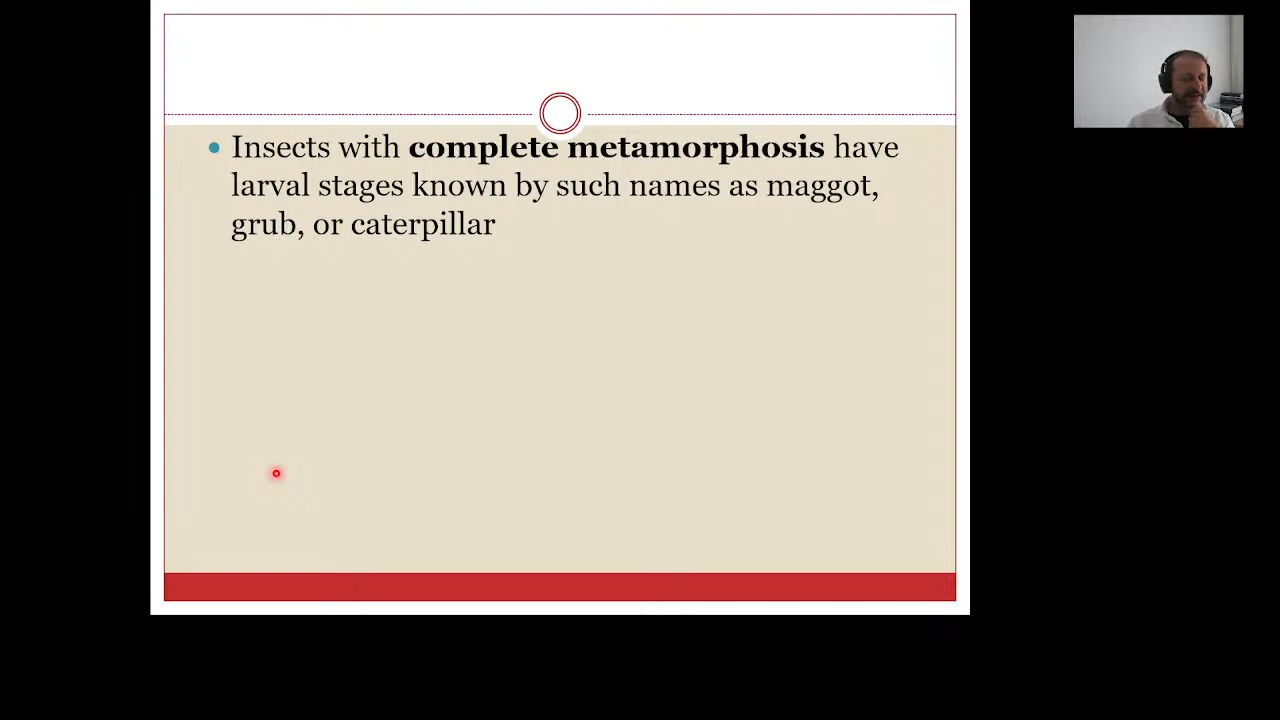 Insects with complete metamorphosis have
larval stages known by such names as maggot,
grub, or caterpillar